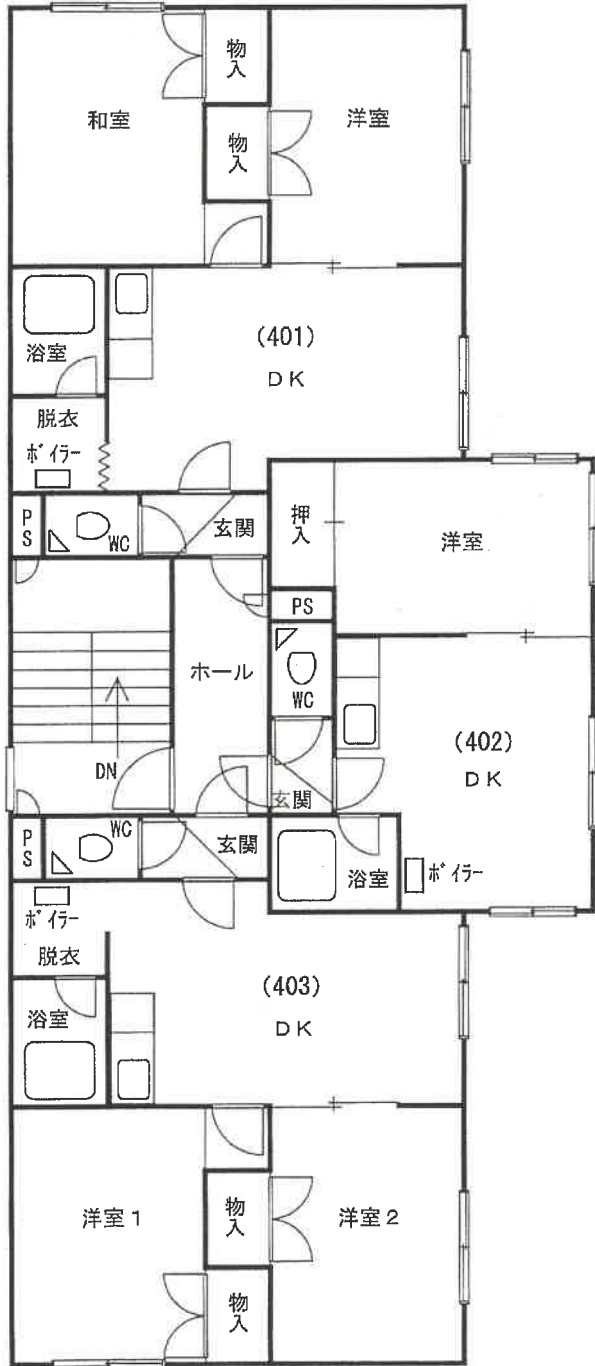 和室
物入
洋室
物入
(401)
DK
浴室
脱衣
ボイラー
PS
WC
玄関
押入
洋室
PS
ホール
WC
(402)
DK
DN
玄関
PS
WC
玄関
浴室
ボイラー
ボイラー
脱衣
(403)
DK
浴室
洋室1
物入
洋室2
物入